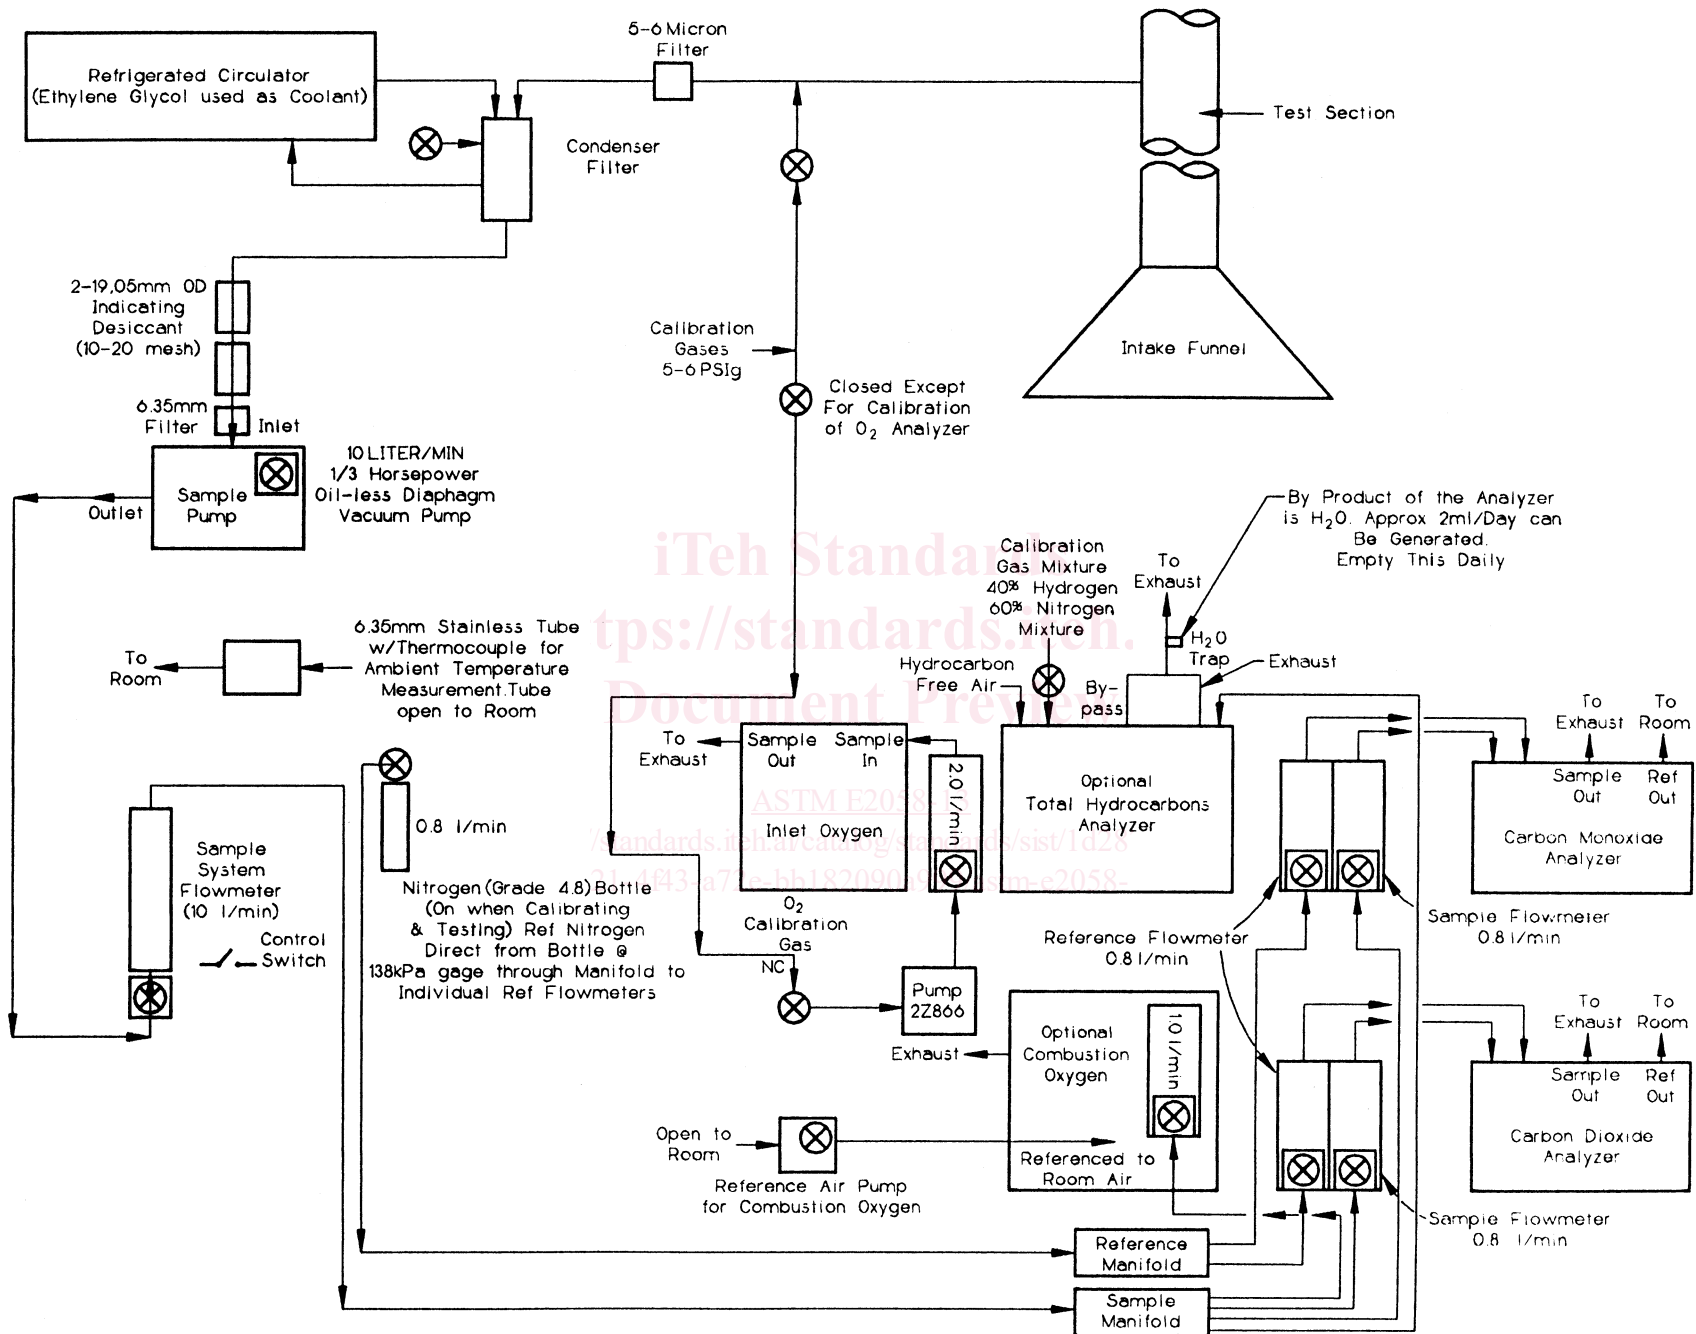 5-6 Micron
Filter
Refrigerated Circulator
(Ethylene Glycol used as Coolant)
Test Section
Condenser
Filter
2-19,05mm OD
Indicating
Desiccant
(10-20 mesh)
Calibration
Gases
5-6 PSIg
Intake Funnel
Closed Except
For Calibration
of O2 Analyzer
6.35mm
Filter
Inlet
10 LITER/MIN
1/3 Horsepower
Oil-less Diaphagm
Vacuum Pump
Sample
Pump
Outlet
By Product of the Analyzer
is H2O. Approx 2ml/Day can
Be Generated.
Empty This Daily
iTeh Standards
tps://standards.iteh.
Document Preview
Calibration
Gas Mixture
40% Hydrogen
60% Nitrogen
Mixture
To
Exhaust
H2O
Trap
Exhaust
6.35mm Stainless Tube
w/Thermocouple for
Ambient Temperature
Measurement.Tube
open to Room
To
Room
Hydrocarbon
Free Air
By-
pass
To
Exhaust
Sample
Out
Sample
In
2.0 l/min
Inlet Oxygen
ASTM E2058-
Optional
Total Hydrocarbons
Analyzer
To
Exhaust
To
Room
Sample
Out
Ref
Out
Carbon Monoxide
Analyzer
0.8 l/min
Sample
System
Flowmeter
(10 l/min)
Control
Switch
Nitrogen (Grade 4.8) Bottle
(On when Calibrating
& Testing) Ref Nitrogen
Direct from Bottle @
138kPa gage through Manifold to
Individual Ref Flowmeters
O2
Calibration
Gas
NC
Pump
2Z866
Sample Flowmeter
0.8 l/min
Reference Flowmeter
0.8 l/min
Exhaust
Optional
Combustion
Oxygen
1.0 l/min
To
Exhaust
To
Room
Sample
Out
Ref
Out
Carbon Dioxide
Analyzer
Open to
Room
Referenced to
Room Air
Reference Air Pump
for Combustion Oxygen
Sample Flowmeter
0.8 l/min
Reference
Manifold
Sample
Manifold